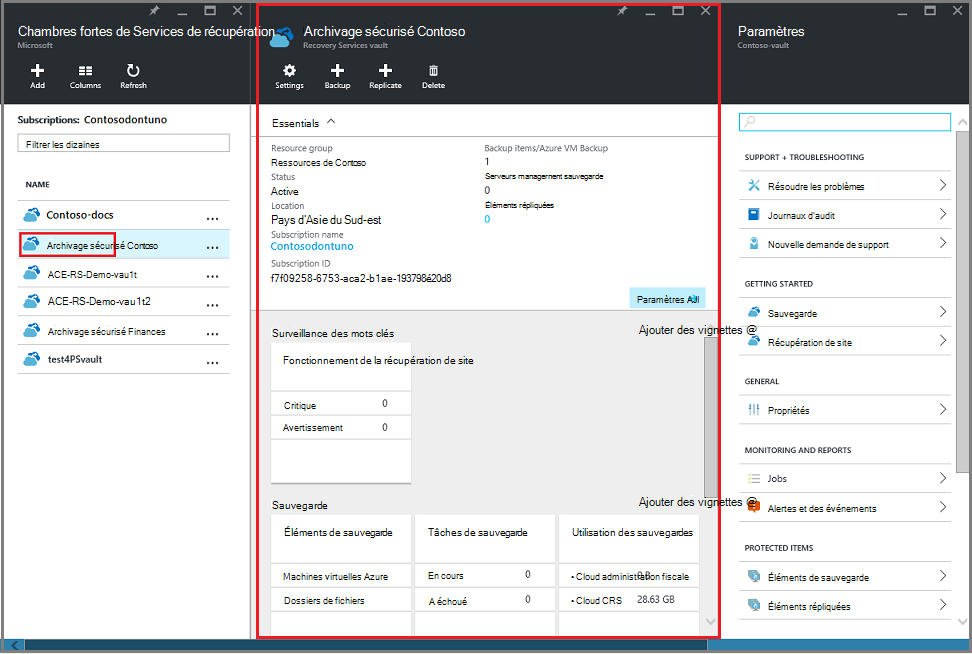 Chambres fortes de Services de récupération
Microsoft
Add
Columns
Refresh
Subscriptions: Contosodontuno
Filtrer les dizaines
NAME
Contoso-docs
...
Archivage sécurisé Contoso
...
ACE-RS-Demo-vau1t
...
ACE-RS-Demo-vau1t2
...
Archivage sécurisé Finances
...
test4PSvault
...
Archivage sécurisé Contoso
Recovery Services vault
Settings
Backup
Replicate
Delete
Essentials
Resource group
Ressources de Contoso
Status
Active
Location
Pays d'Asie du Sud-est
Subscription name
Contosodontuno
Subscription ID
f7f09258-6753-aca2-b1ae-193798é20d8
Backup items/Azure VM Backup
1
Serveurs management sauvegarde
0
Éléments répliquées
0
Paramètres All
Surveillance des mots clés
Ajouter des vignettes @
Fonctionnement de la récupération de site
Critique 0
Avertissement 0
Sauvegarde
Ajouter des vignettes @
Éléments de sauvegarde
Machines virtuelles Azure
Dossiers de fichiers
Tâches de sauvegarde
En cours 0
A échoué 0
Utilisation des sauvegardes
• Cloud administration fiscale 0 B
• Cloud CRS 28.63 GB
Paramètres
Contoso-vault
SUPPORT + TROUBLESHOOTING
Résoudre les problèmes
Journaux d'audit
Nouvelle demande de support
GETTING STARTED
Sauvegarde
Récupération de site
GENERAL
Propriétés
MONITORING AND REPORTS
Jobs
Alertes et des événements
PROTECTED ITEMS
Éléments de sauvegarde
Éléments répliquées